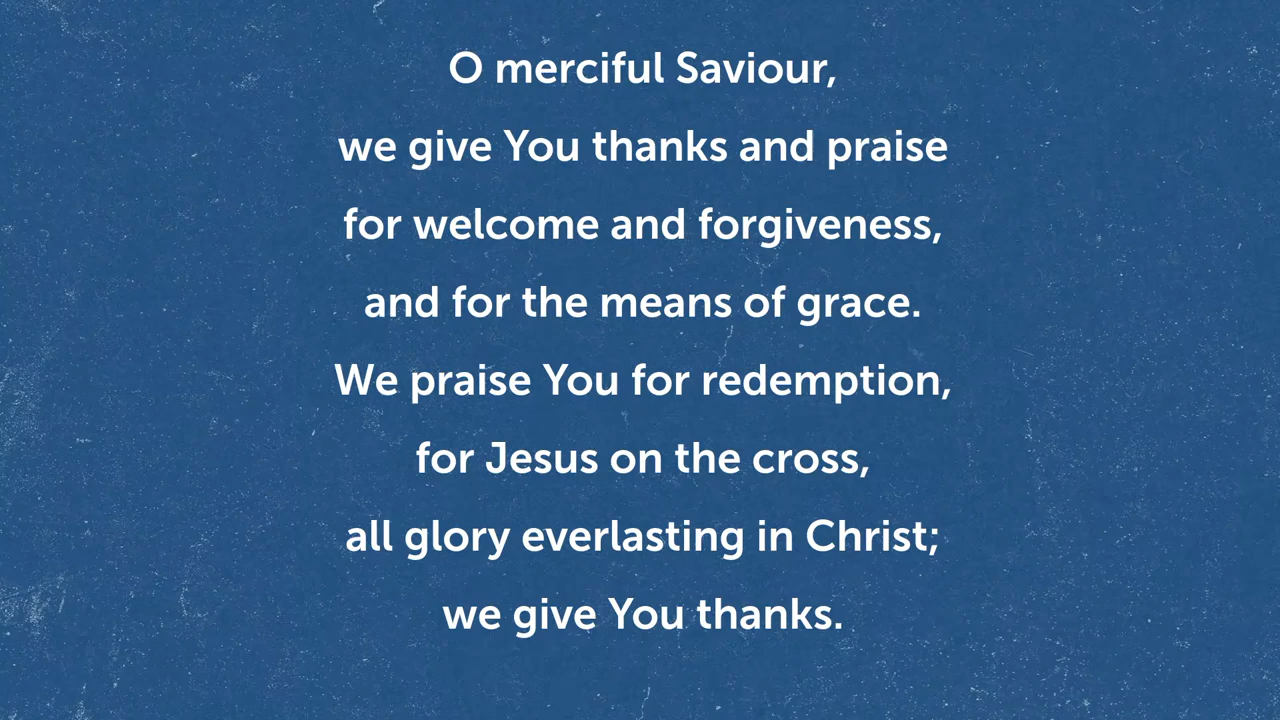 O merciful Saviour,
we give You thanks and praise
for welcome and forgiveness,
and for the means of grace.
We praise You for redemption,
for Jesus on the cross,
all glory everlasting in Christ;
we give You thanks.